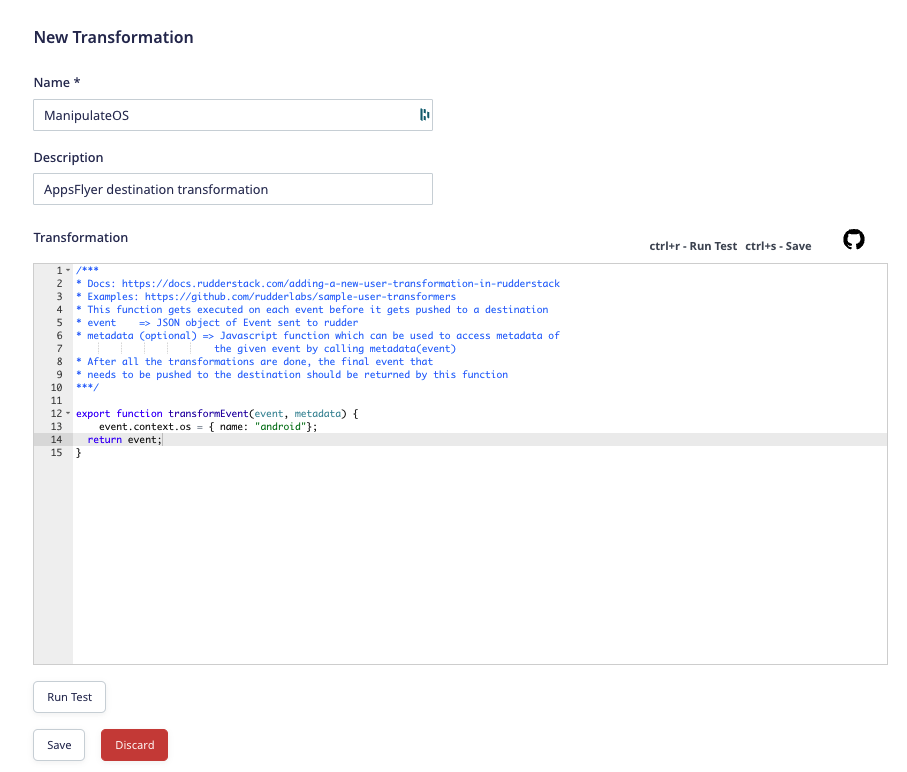 New Transformation
Name *
ManipulateOS
Description
AppsFlyer destination transformation
Transformation
ctrl+r - Run Test ctrl+s - Save
1 /***
2 * Docs: https://docs.rudderstack.com/adding-a-new-user-transformation-in-rudderstack
3 * Examples: https://github.com/rudderlabs/sample-user-transformers
4 * This function gets executed on each event before it gets pushed to a destination
5 * event    => JSON object of Event sent to rudder
6 * metadata (optional) => Javascript function which can be used to access metadata of
7                         the given event by calling metadata(event)
8 * After all the transformations are done, the final event that
9 * needs to be pushed to the destination should be returned by this function
10 ***/
11
12 export function transformEvent(event, metadata) {
13     event.context.os = { name: "android"};
14   return event;
15 }
Run Test
Save Discard